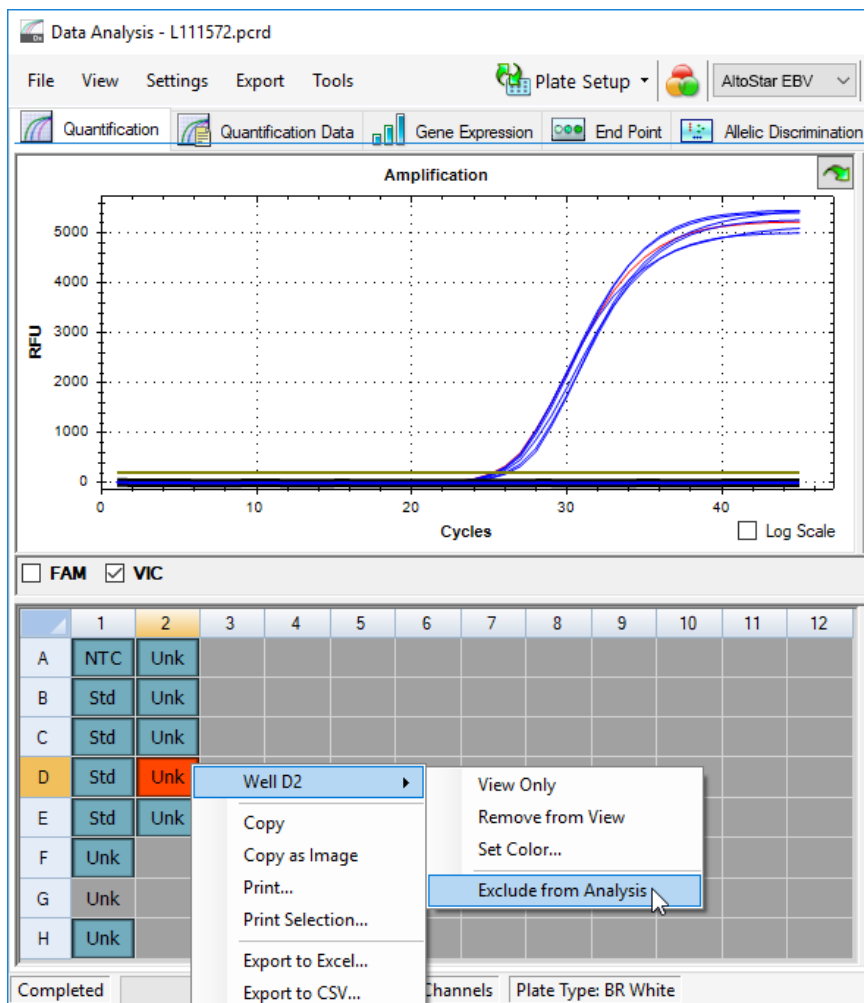 Data Analysis - L111572.pcrd
File View Settings Export Tools Plate Setup AltoStar EBV
Quantification Quantification Data Gene Expression End Point Allelic Discrimination
Amplification
5000
4000
3000
2000
1000
0
RFU
0 10 20 30 40
Cycles
Log Scale
FAM VIC
1 2 3 4 5 6 7 8 9 10 11 12
A NTC Unk
B Std Unk
C Std Unk
D Std Unk
E Std Unk
F Unk
G Unk
H Unk
Well D2
Copy
Copy as Image
Print...
Print Selection...
Export to Excel...
Export to CSV...
View Only
Remove from View
Set Color...
Exclude from Analysis
Completed Channels Plate Type: BR White